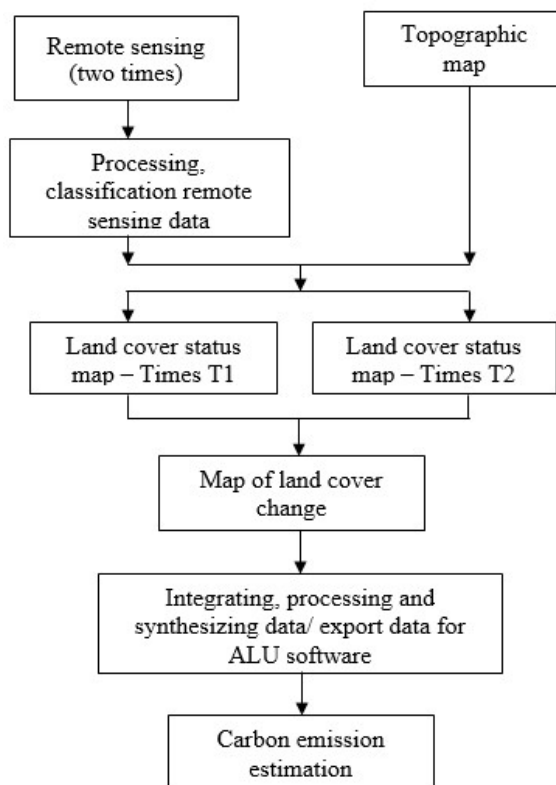 Remote sensing
(two times)
Topographic
map
Processing,
classification remote
sensing data
Land cover status
map – Times T1
Land cover status
map – Times T2
Map of land cover
change
Integrating, processing and
synthesizing data/ export data for
ALU software
Carbon emission
estimation